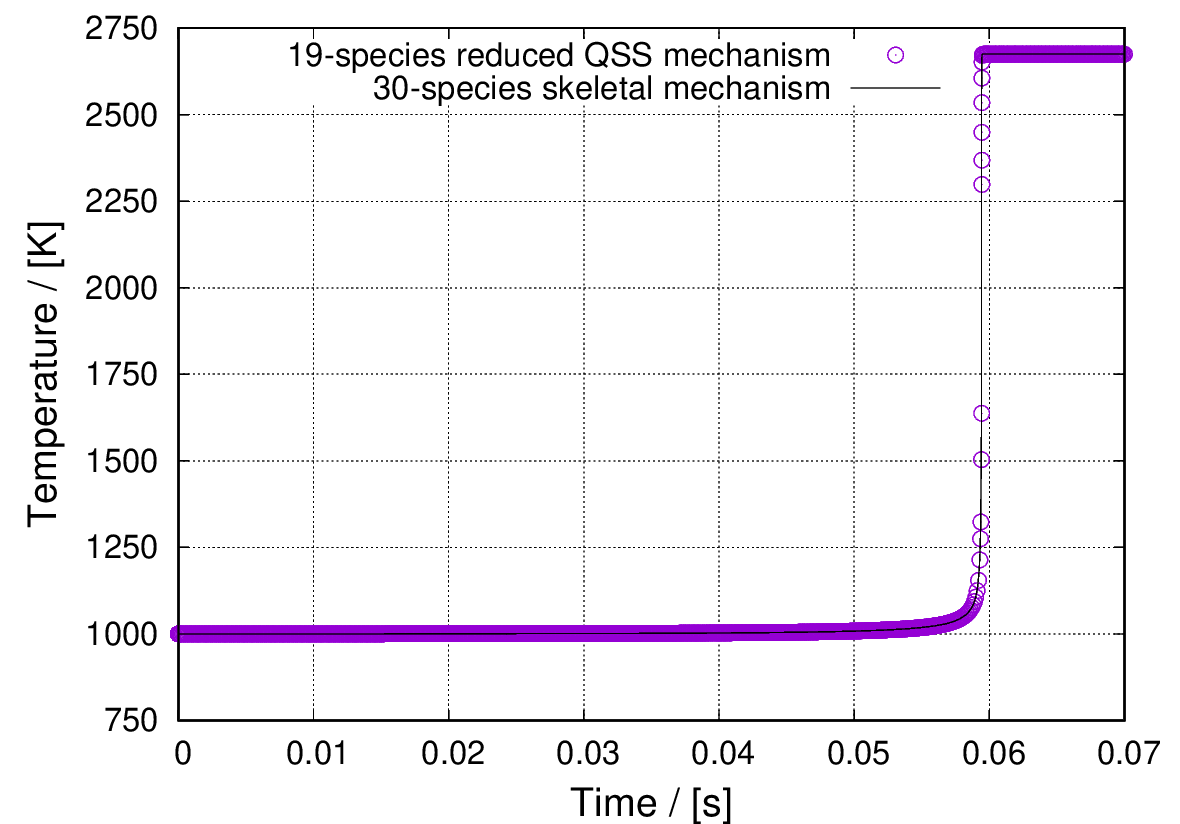 2750
2500
2250
2000
1750
1500
1250
1000
750
Temperature / [K]
19-species reduced QSS mechanism
30-species skeletal mechanism
0 0.01 0.02 0.03 0.04 0.05 0.06 0.07
Time / [s]